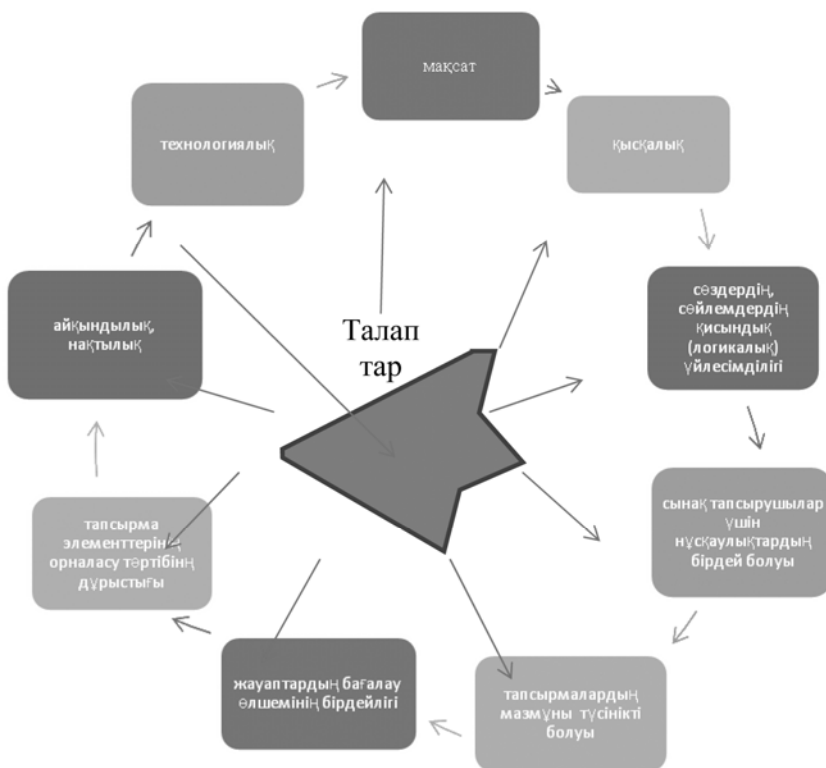 мақсат
қысқалық
сөздердің,
сөйлемдердің
қисындық
(логикалық)
үйлесімділігі
сынақ тапсырушылар
үшін
нұсқаулықтардың
бірдей болуы
тапсырмалардың
мазмұны түсінікті
болуы
жауаптардың бағалау
өлшемінің бірдейлігі
тапсырма
элементтерінің
орналасу тәртібінң
дұрыстығы
айқындылық,
нақтылық
технологиялық
Талап
тар